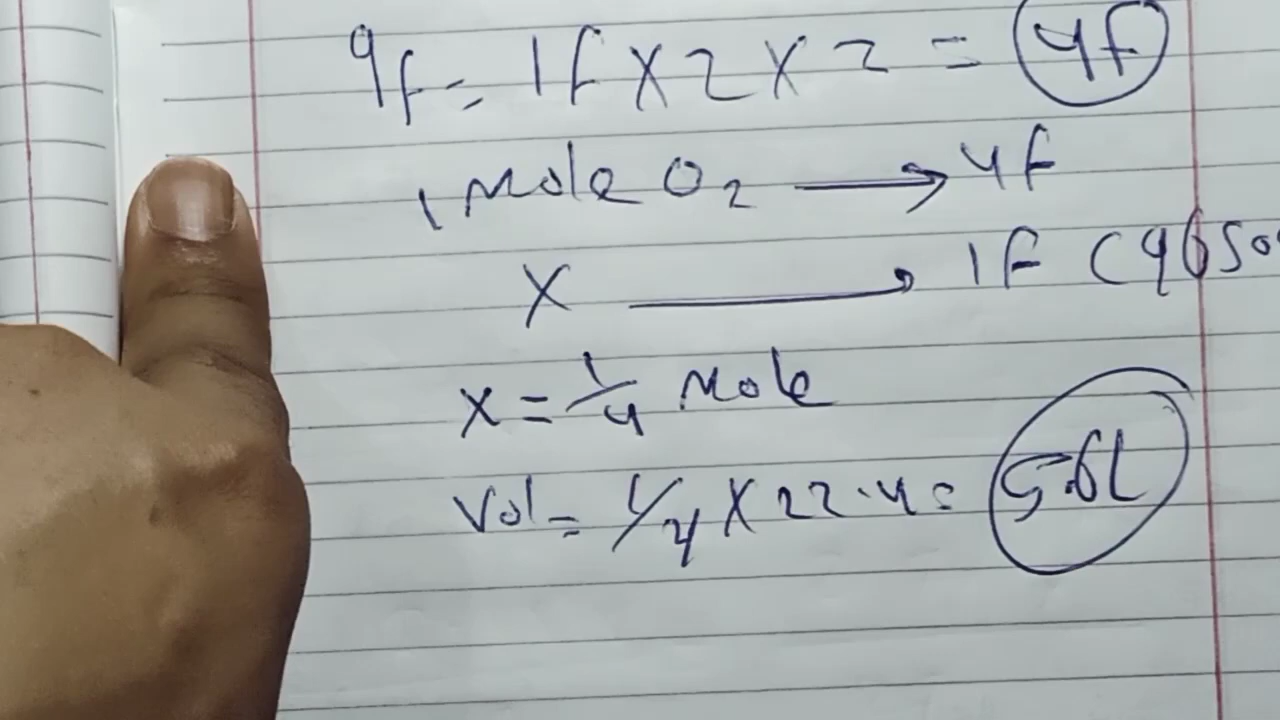 qf = 1f X 2 X 2 = 4f
1 Mole O2 → 4F
X → 1F (9650
X = 1/4 Mole
Vol = 1/4 X 22.4 = 5.6L